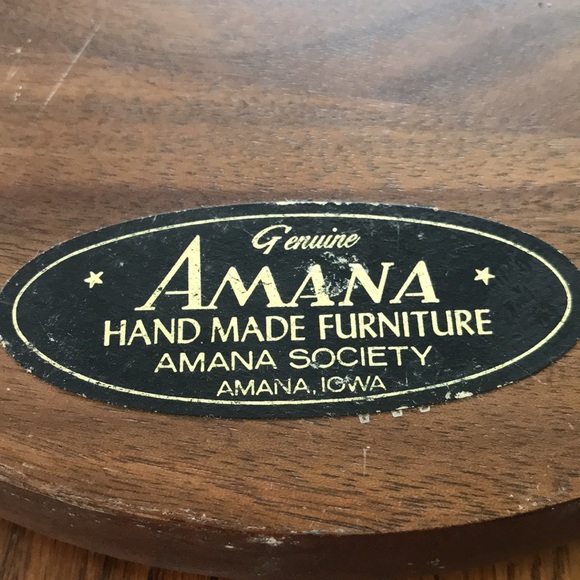 Genuine
AMANA
HAND MADE FURNITURE
AMANA SOCIETY
AMANA, IOWA